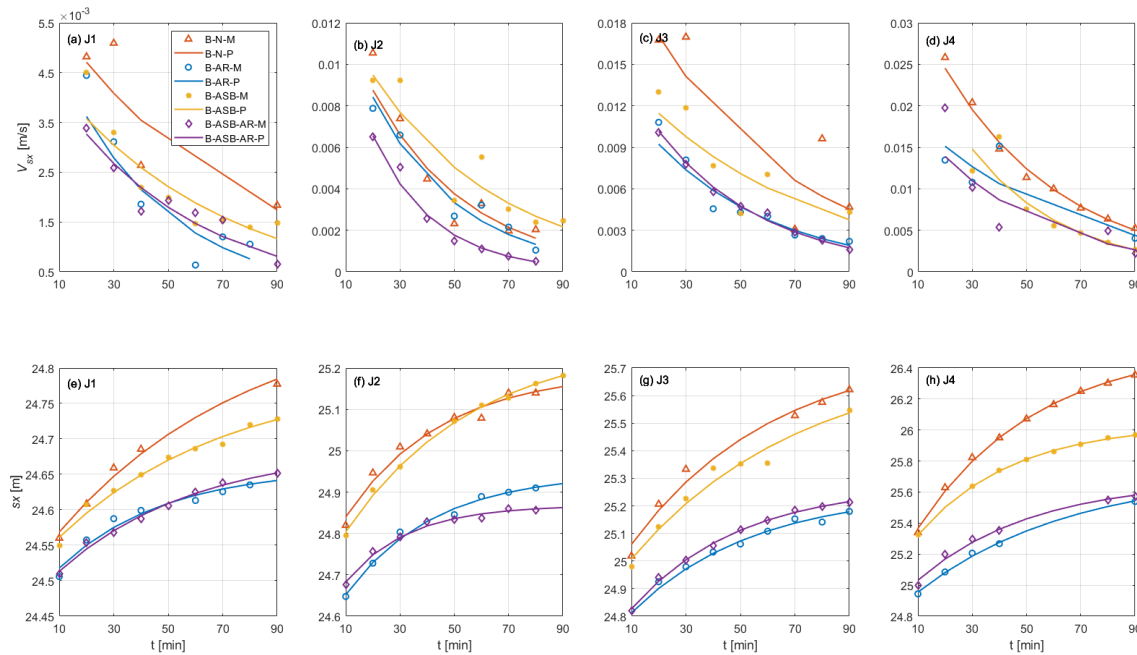 5.5 ×10⁻³
4.5
3.5
2.5
1.5
0.5
V_sx [m/s]
(a) J1
B-N-M
B-N-P
B-AR-M
B-AR-P
B-ASB-M
B-ASB-P
B-ASB-AR-M
B-ASB-AR-P
10 30 50 70 90
0.012
0.01
0.008
0.006
0.004
0.002
0
(b) J2
10 30 50 70 90
0.018
0.015
0.012
0.009
0.006
0.003
0
(c) J3
10 30 50 70 90
0.03
0.025
0.02
0.015
0.01
0.005
0
(d) J4
10 30 50 70 90
24.8
24.75
24.7
24.65
24.6
24.55
24.5
24.45
24.4
sx [m]
(e) J1
10 30 50 70 90
t [min]
25.2
25.1
25
24.9
24.8
24.7
24.6
(f) J2
10 30 50 70 90
t [min]
25.7
25.6
25.5
25.4
25.3
25.2
25.1
25
24.9
24.8
(g) J3
10 30 50 70 90
t [min]
26.4
26.2
26
25.8
25.6
25.4
25.2
25
24.8
(h) J4
10 30 50 70 90
t [min]